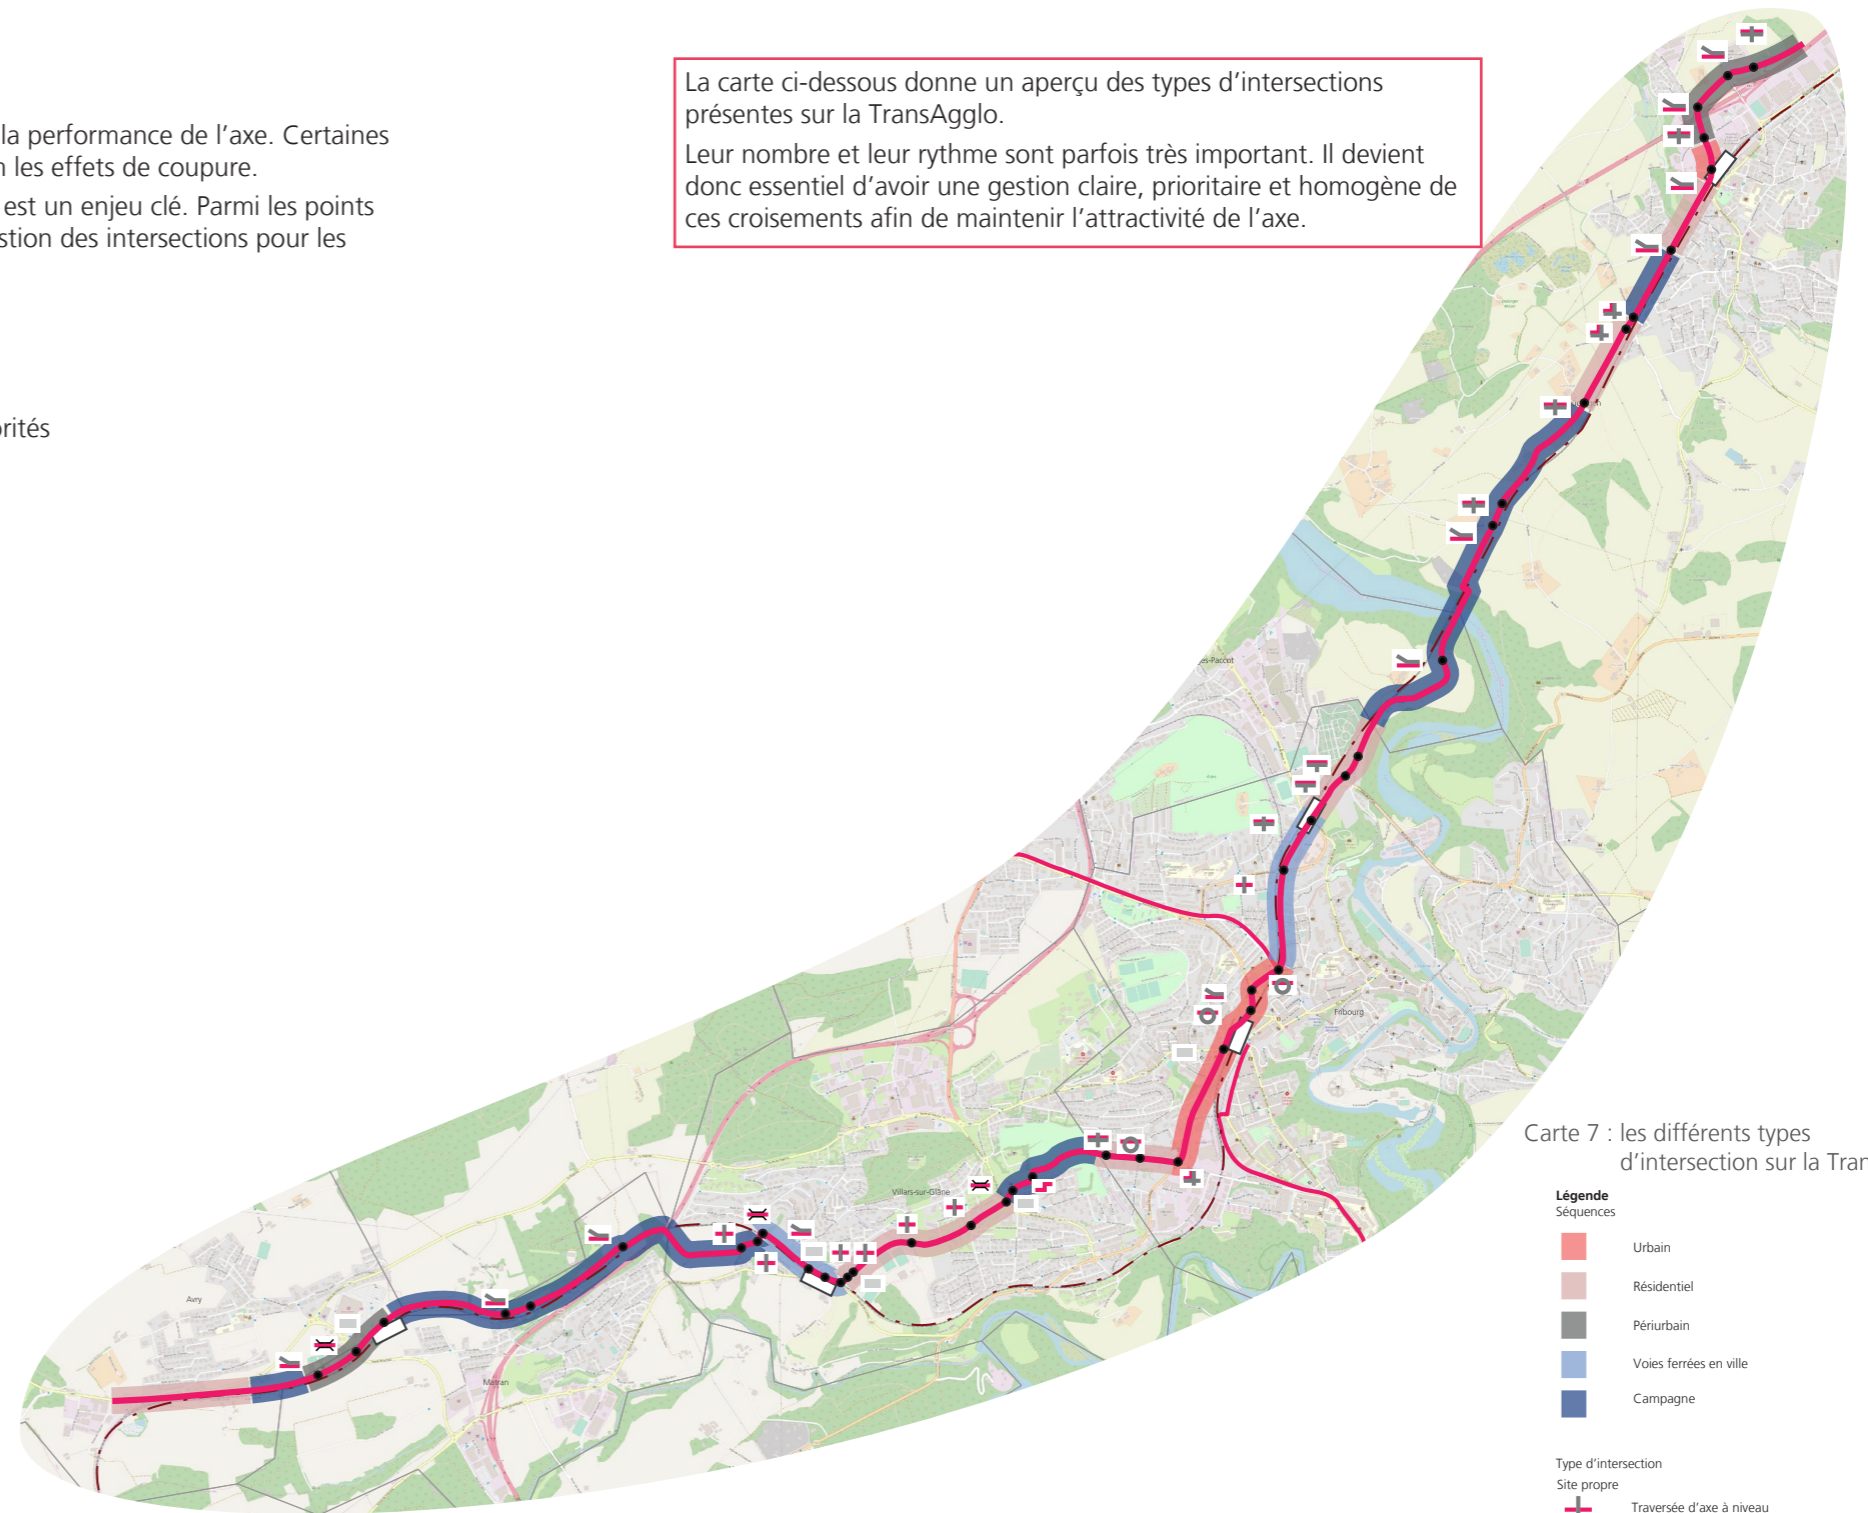 la performance de l’axe. Certaines
n les effets de coupure.
est un enjeu clé. Parmi les points
stion des intersections pour les
orités
La carte ci-dessous donne un aperçu des types d’intersections
présentes sur la TransAgglo.
Leur nombre et leur rythme sont parfois très important. Il devient
donc essentiel d’avoir une gestion claire, prioritaire et homogène de
ces croisements afin de maintenir l’attractivité de l’axe.
es-Paccot
Fribourg
Villars-sur-Glâne
Avry
Matran
Carte 7 : les différents types
d’intersection sur la Tran
Légende
Séquences
Urbain
Résidentiel
Périurbain
Voies ferrées en ville
Campagne
Type d’intersection
Site propre
Traversée d’axe à niveau